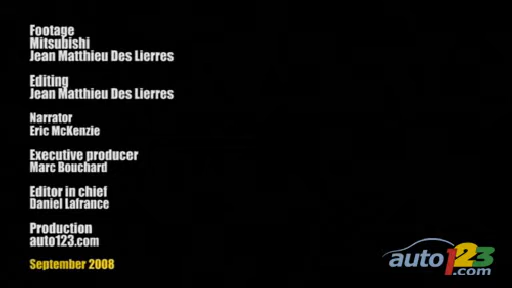 Footage
Mitsubishi
Jean Matthieu Des Lierres
Editing
Jean Matthieu Des Lierres
Narrator
Eric McKenzie
Executive producer
Marc Bouchard
Editor in chief
Daniel Lafrance
Production
auto123.com
September 2008
auto123
.com